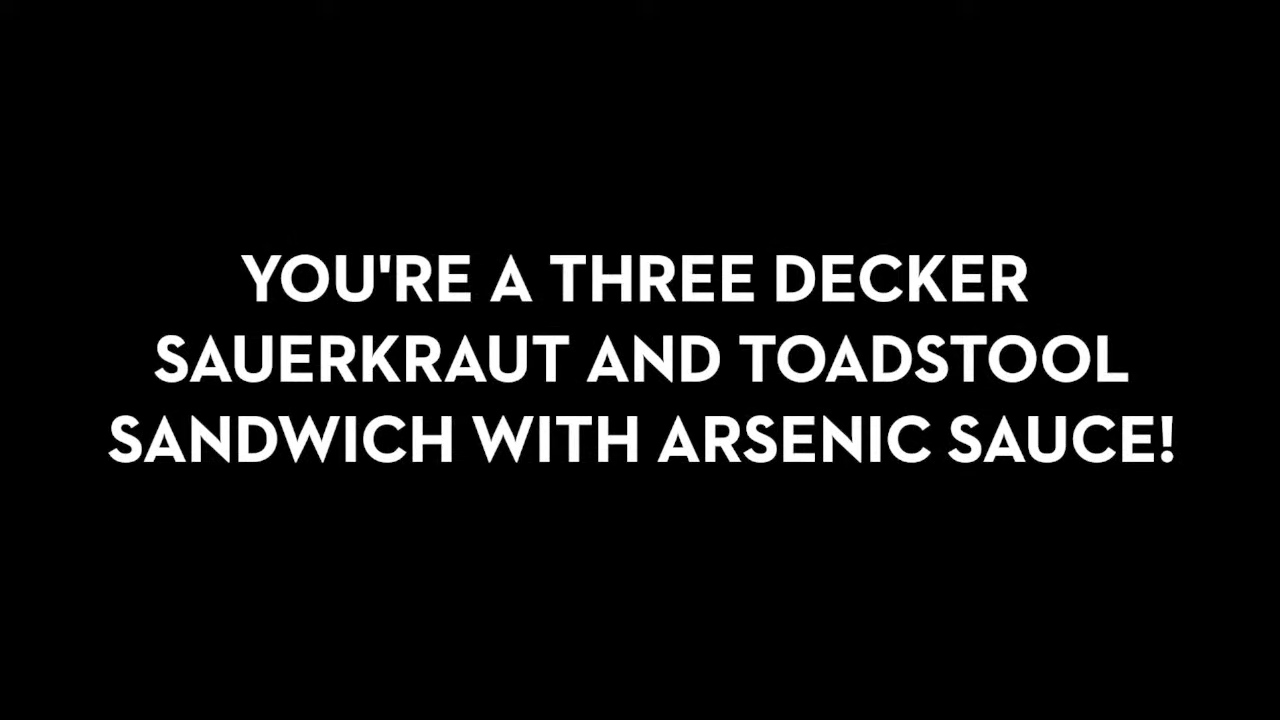 YOU'RE A THREE DECKER
SAUERKRAUT AND TOADSTOOL
SANDWICH WITH ARSENIC SAUCE!